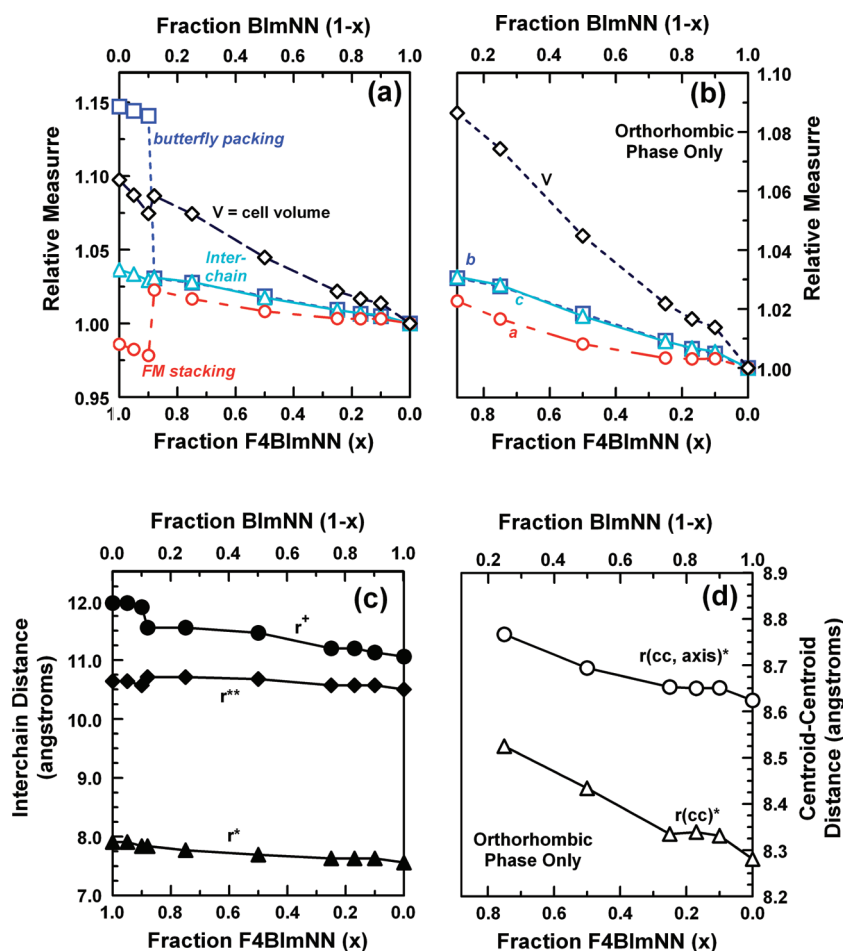 Fraction BImNN (1-x)
0.0 0.2 0.4 0.6 0.8 1.0
(a)
1.15
1.10
1.05
1.00
0.95
Relative Measurre
butterfly packing
V = cell volume
Inter-
chain
FM stacking
1.0 0.8 0.6 0.4 0.2 0.0
Fraction F4BImNN (x)
Fraction BImNN (1-x)
0.2 0.4 0.6 0.8 1.0
(b)
Orthorhombic
Phase Only
V
b
c
a
1.10
1.08
1.06
1.04
1.02
1.00
Relative Measurre
0.8 0.6 0.4 0.2 0.0
Fraction F4BImNN (x)
Fraction BImNN (1-x)
0.0 0.2 0.4 0.6 0.8 1.0
(c)
12.0
11.0
10.0
9.0
8.0
7.0
Interchain Distance
(angstroms)
r+
r**
r*
1.0 0.8 0.6 0.4 0.2 0.0
Fraction F4BImNN (x)
Fraction BImNN (1-x)
0.2 0.4 0.6 0.8 1.0
(d)
r(cc, axis)*
r(cc)*
Orthorhombic
Phase Only
8.9
8.8
8.7
8.6
8.5
8.4
8.3
8.2
Centroid-Centroid
Distance (angstroms)
0.8 0.6 0.4 0.2 0.0
Fraction F4BImNN (x)